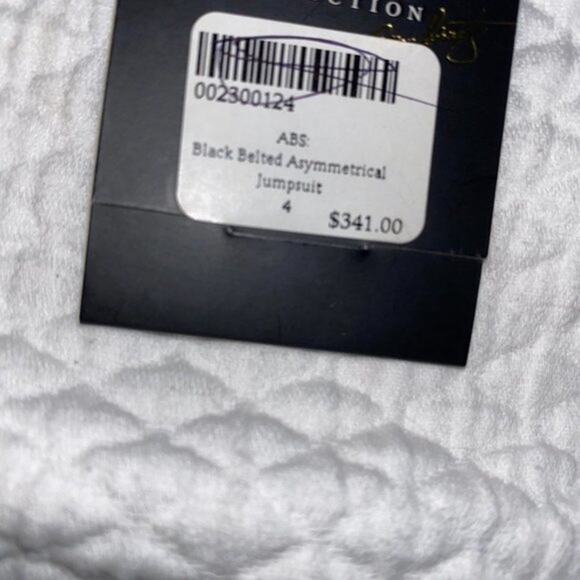 CTION
002300124
ABS:
Black Belted Asymmetrical
Jumpsuit
4
$341.00